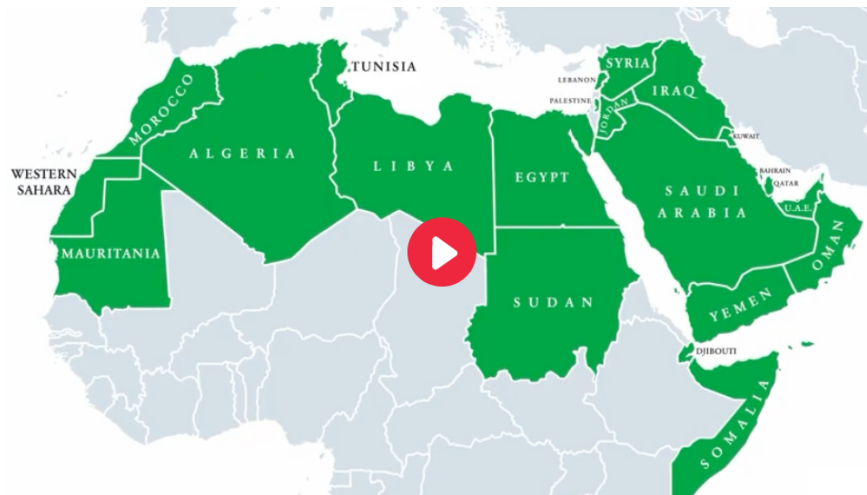 TUNISIA
MOROCCO
ALGERIA
LIBYA
EGYPT
WESTERN
SAHARA
MAURITANIA
SUDAN
SYRIA
LEBANON
PALESTINE
JORDAN
IRAQ
KUWAIT
BAHRAIN
QATAR
SAUDI
ARABIA
U.A.E.
OMAN
YEMEN
DJIBOUTI
SOMALIA